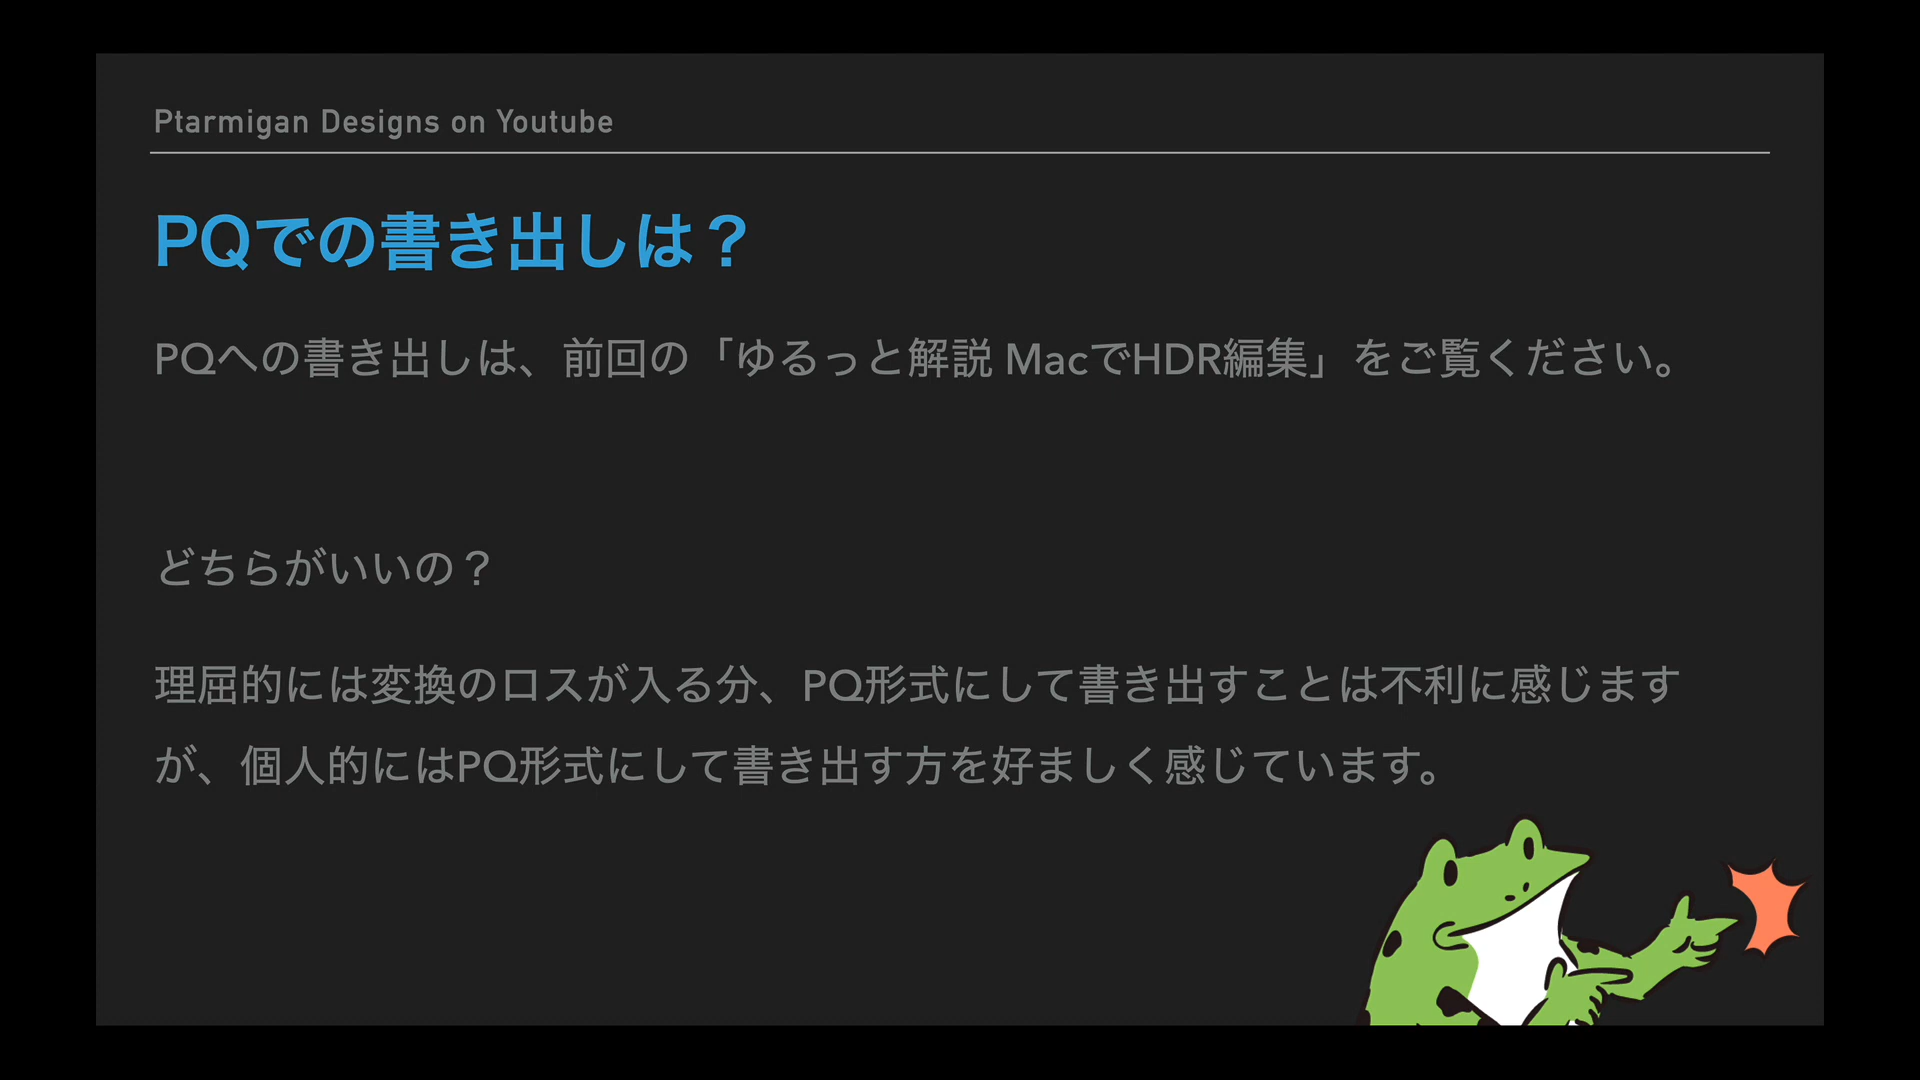 Ptarmigan Designs on Youtube
PQでの書き出しは？
PQへの書き出しは、前回の「ゆるっと解説 MacでHDR編集」をご覧ください。
どちらがいいの？
理屈的には変換のロスが入る分、PQ形式にして書き出すことは不利に感じます
が、個人的にはPQ形式にして書き出す方を好ましく感じています。